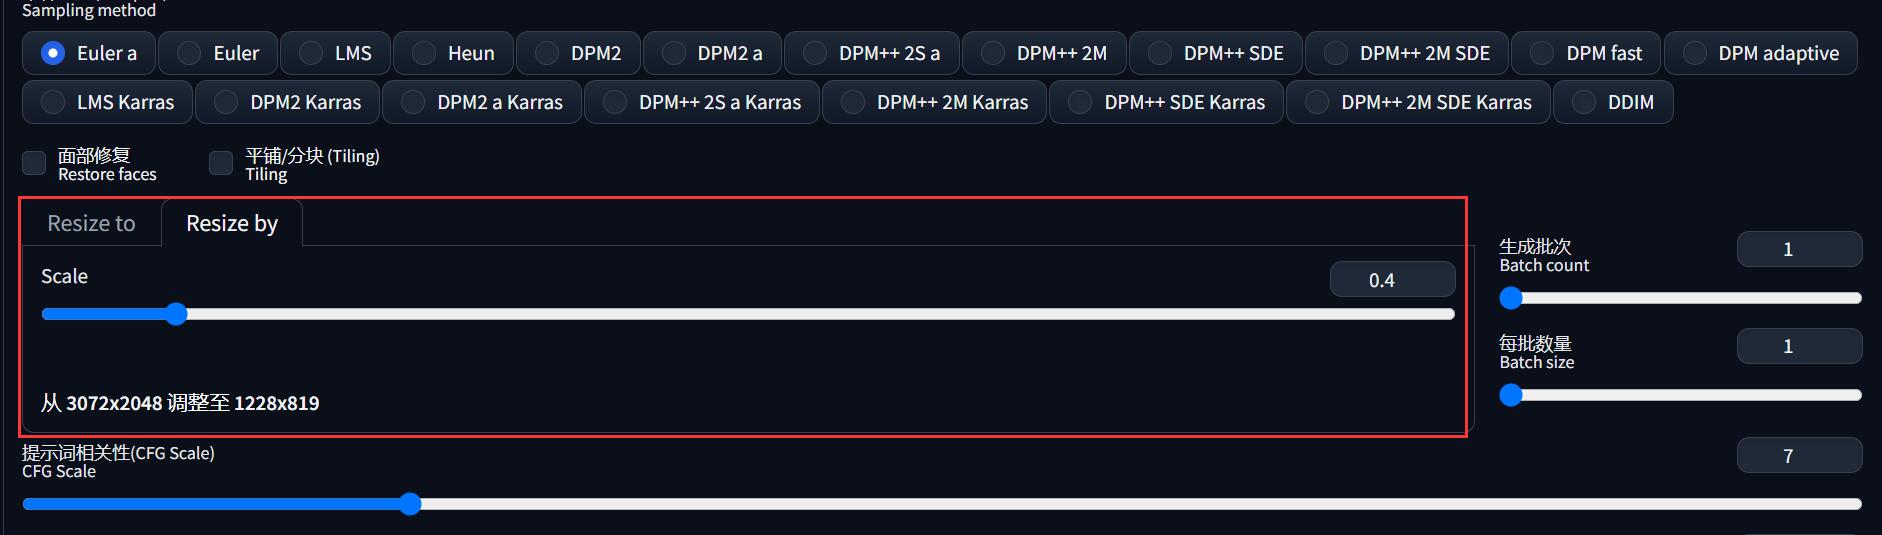 Sampling method
Euler a Euler LMS Heun DPM2 DPM2 a DPM++ 2S a DPM++ 2M DPM++ SDE DPM++ 2M SDE DPM fast DPM adaptive
LMS Karras DPM2 Karras DPM2 a Karras DPM++ 2S a Karras DPM++ 2M Karras DPM++ SDE Karras DPM++ 2M SDE Karras DDIM
面部修复
Restore faces
平铺/分块 (Tiling)
Tiling
Resize to Resize by
Scale 0.4
从 3072x2048 调整至 1228x819
生成批次 1
Batch count
每批数量 1
Batch size
提示词相关性(CFG Scale) 7
CFG Scale